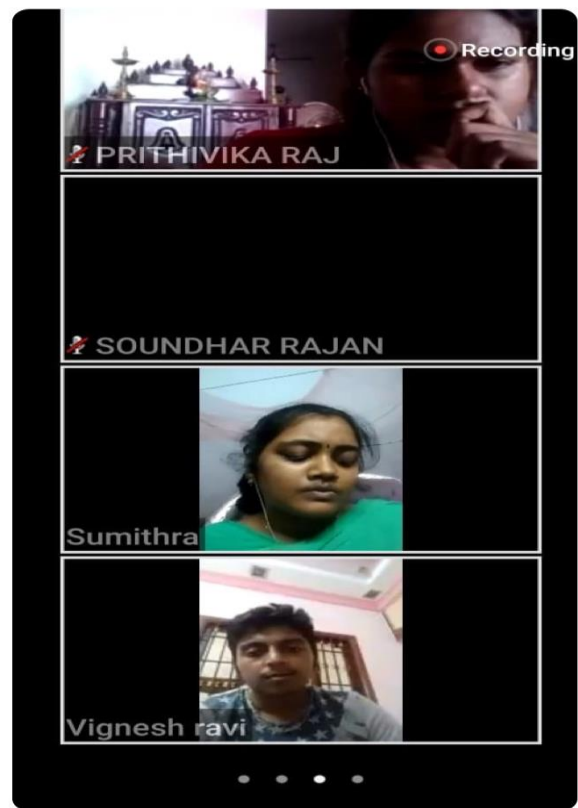 Recording
PRITHIVIKA RAJ
SOUNDHAR RAJAN
Sumithra
Vignesh ravi